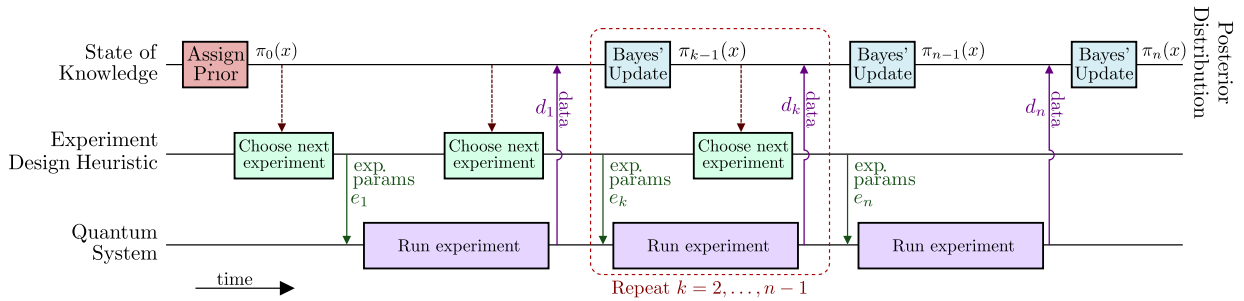 State of
Knowledge
Assign
Prior
π₀(x)
Bayes'
Update
πₖ₋₁(x)
Bayes'
Update
πₙ₋₁(x)
Bayes'
Update
πₙ(x)
Posterior
Distribution
d₁
data
dₖ
data
dₙ
data
Experiment
Design Heuristic
Choose next
experiment
Choose next
experiment
Choose next
experiment
exp.
params
e₁
exp.
params
eₖ
exp.
params
eₙ
Quantum
System
Run experiment
Run experiment
Run experiment
time
Repeat k = 2, . . . , n − 1